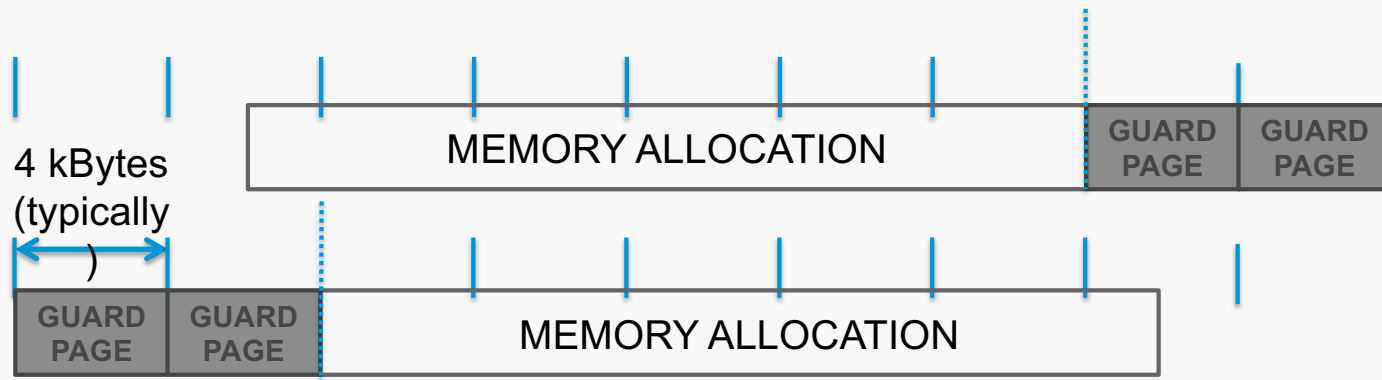 MEMORY ALLOCATION
GUARD
PAGE
GUARD
PAGE
4 kBytes
(typically
)
GUARD
PAGE
GUARD
PAGE
MEMORY ALLOCATION